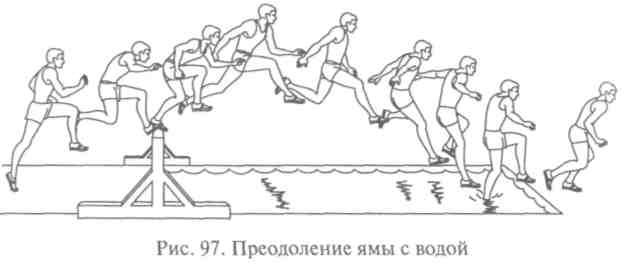 Рис. 97. Преодоление ямы с водой